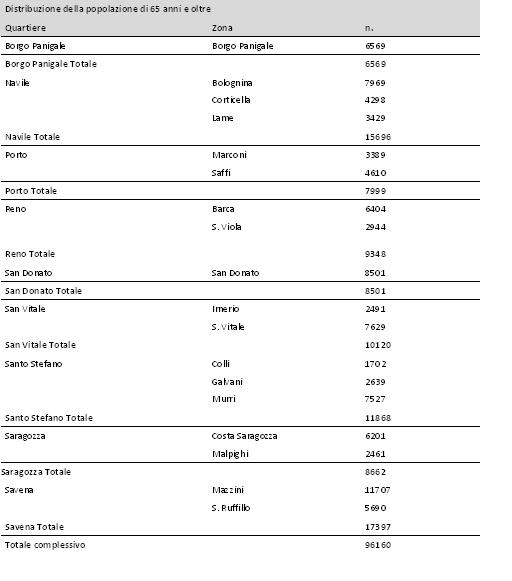 Distribuzione della popolazione di 65 anni e oltre
Quartiere Zona n.
Borgo Panigale Borgo Panigale 6569
Borgo Panigale Totale 6569
Navile Bolognina 7969
Corticella 4298
Lame 3429
Navile Totale 15696
Porto Marconi 3389
Saffi 4610
Porto Totale 7999
Reno Barca 6404
S. Viola 2944
Reno Totale 9348
San Donato San Donato 8501
San Donato Totale 8501
San Vitale Irnerio 2491
S. Vitale 7629
San Vitale Totale 10120
Santo Stefano Colli 1702
Galvani 2639
Murri 7527
Santo Stefano Totale 11868
Saragozza Costa Saragozza 6201
Malpighi 2461
Saragozza Totale 8662
Savena Mazzini 11707
S. Ruffillo 5690
Savena Totale 17397
Totale complessivo 96160